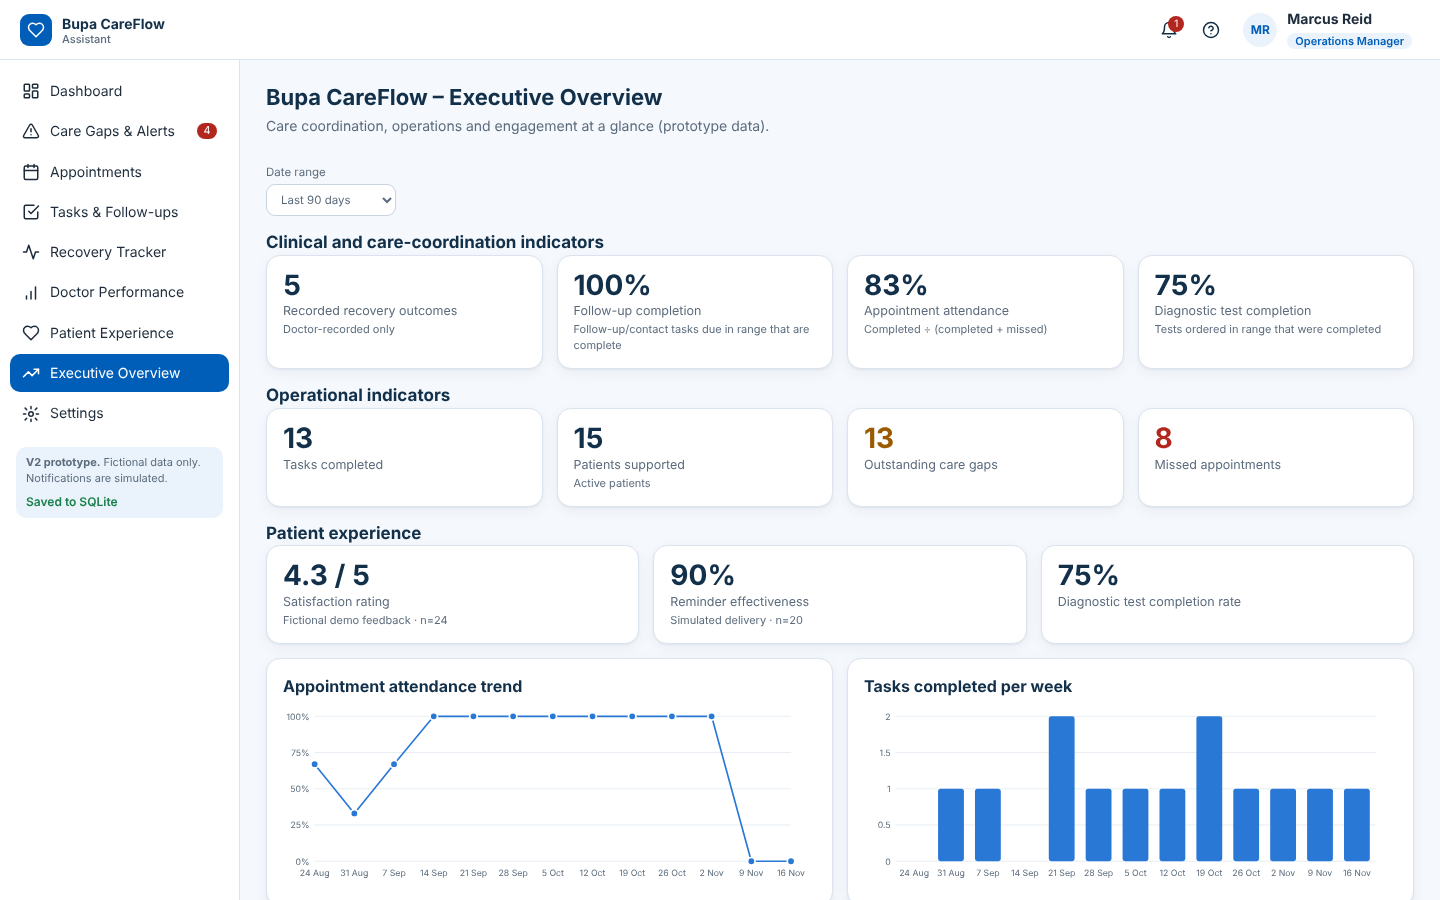 Bupa CareFlow
Assistant
1
MR
Marcus Reid
Operations Manager
Dashboard
Care Gaps & Alerts
4
Appointments
Tasks & Follow-ups
Recovery Tracker
Doctor Performance
Patient Experience
Executive Overview
Settings
V2 prototype. Fictional data only.
Notifications are simulated.
Saved to SQLite
Bupa CareFlow – Executive Overview
Care coordination, operations and engagement at a glance (prototype data).
Date range
Last 90 days
Clinical and care-coordination indicators
5
Recorded recovery outcomes
Doctor-recorded only
100%
Follow-up completion
Follow-up/contact tasks due in range that are
complete
83%
Appointment attendance
Completed ÷ (completed + missed)
75%
Diagnostic test completion
Tests ordered in range that were completed
Operational indicators
13
Tasks completed
15
Patients supported
Active patients
13
Outstanding care gaps
8
Missed appointments
Patient experience
4.3 / 5
Satisfaction rating
Fictional demo feedback · n=24
90%
Reminder effectiveness
Simulated delivery · n=20
75%
Diagnostic test completion rate
Appointment attendance trend
100%
75%
50%
25%
0%
24 Aug 31 Aug 7 Sep 14 Sep 21 Sep 28 Sep 5 Oct 12 Oct 19 Oct 26 Oct 2 Nov 9 Nov 16 Nov
Tasks completed per week
2
1.5
1
0.5
0
24 Aug 31 Aug 7 Sep 14 Sep 21 Sep 28 Sep 5 Oct 12 Oct 19 Oct 26 Oct 2 Nov 9 Nov 16 Nov